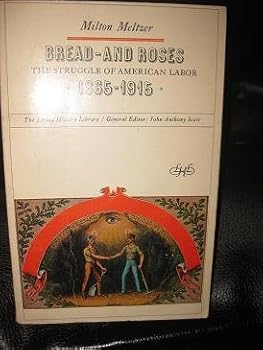 Milton Meltzer
BREAD-AND ROSES
THE STRUGGLE OF AMERICAN LABOR
1865-1915
The Living History Library / General Editor: John Anthony Scott